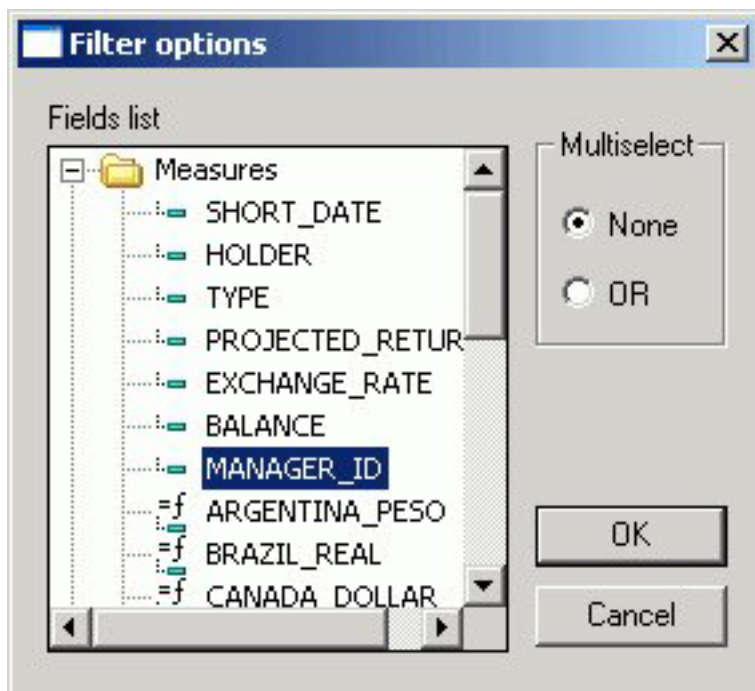 Filter options
Fields list
Measures
SHORT_DATE
HOLDER
TYPE
PROJECTED_RETUR
EXCHANGE_RATE
BALANCE
MANAGER_ID
=f ARGENTINA_PESO
=f BRAZIL_REAL
=f CANADA_DOLLAR
Multiselect
None
OR
OK
Cancel